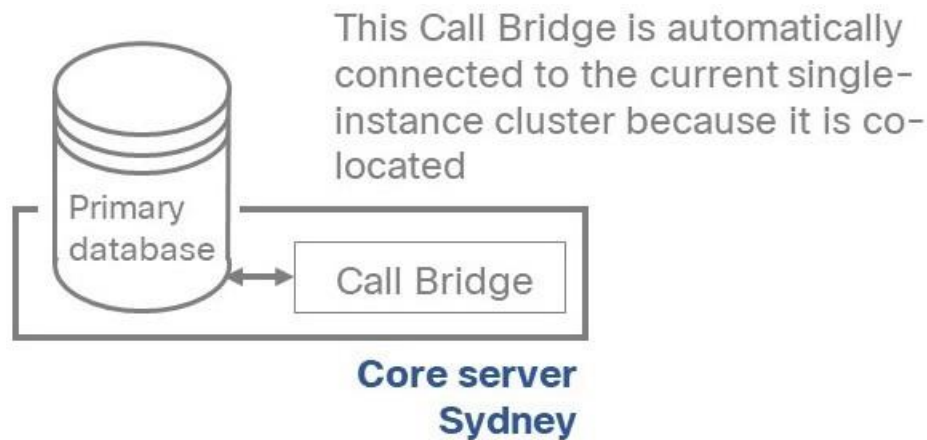 This Call Bridge is automatically
connected to the current single-
instance cluster because it is co-
located
Primary
database
Call Bridge
Core server
Sydney